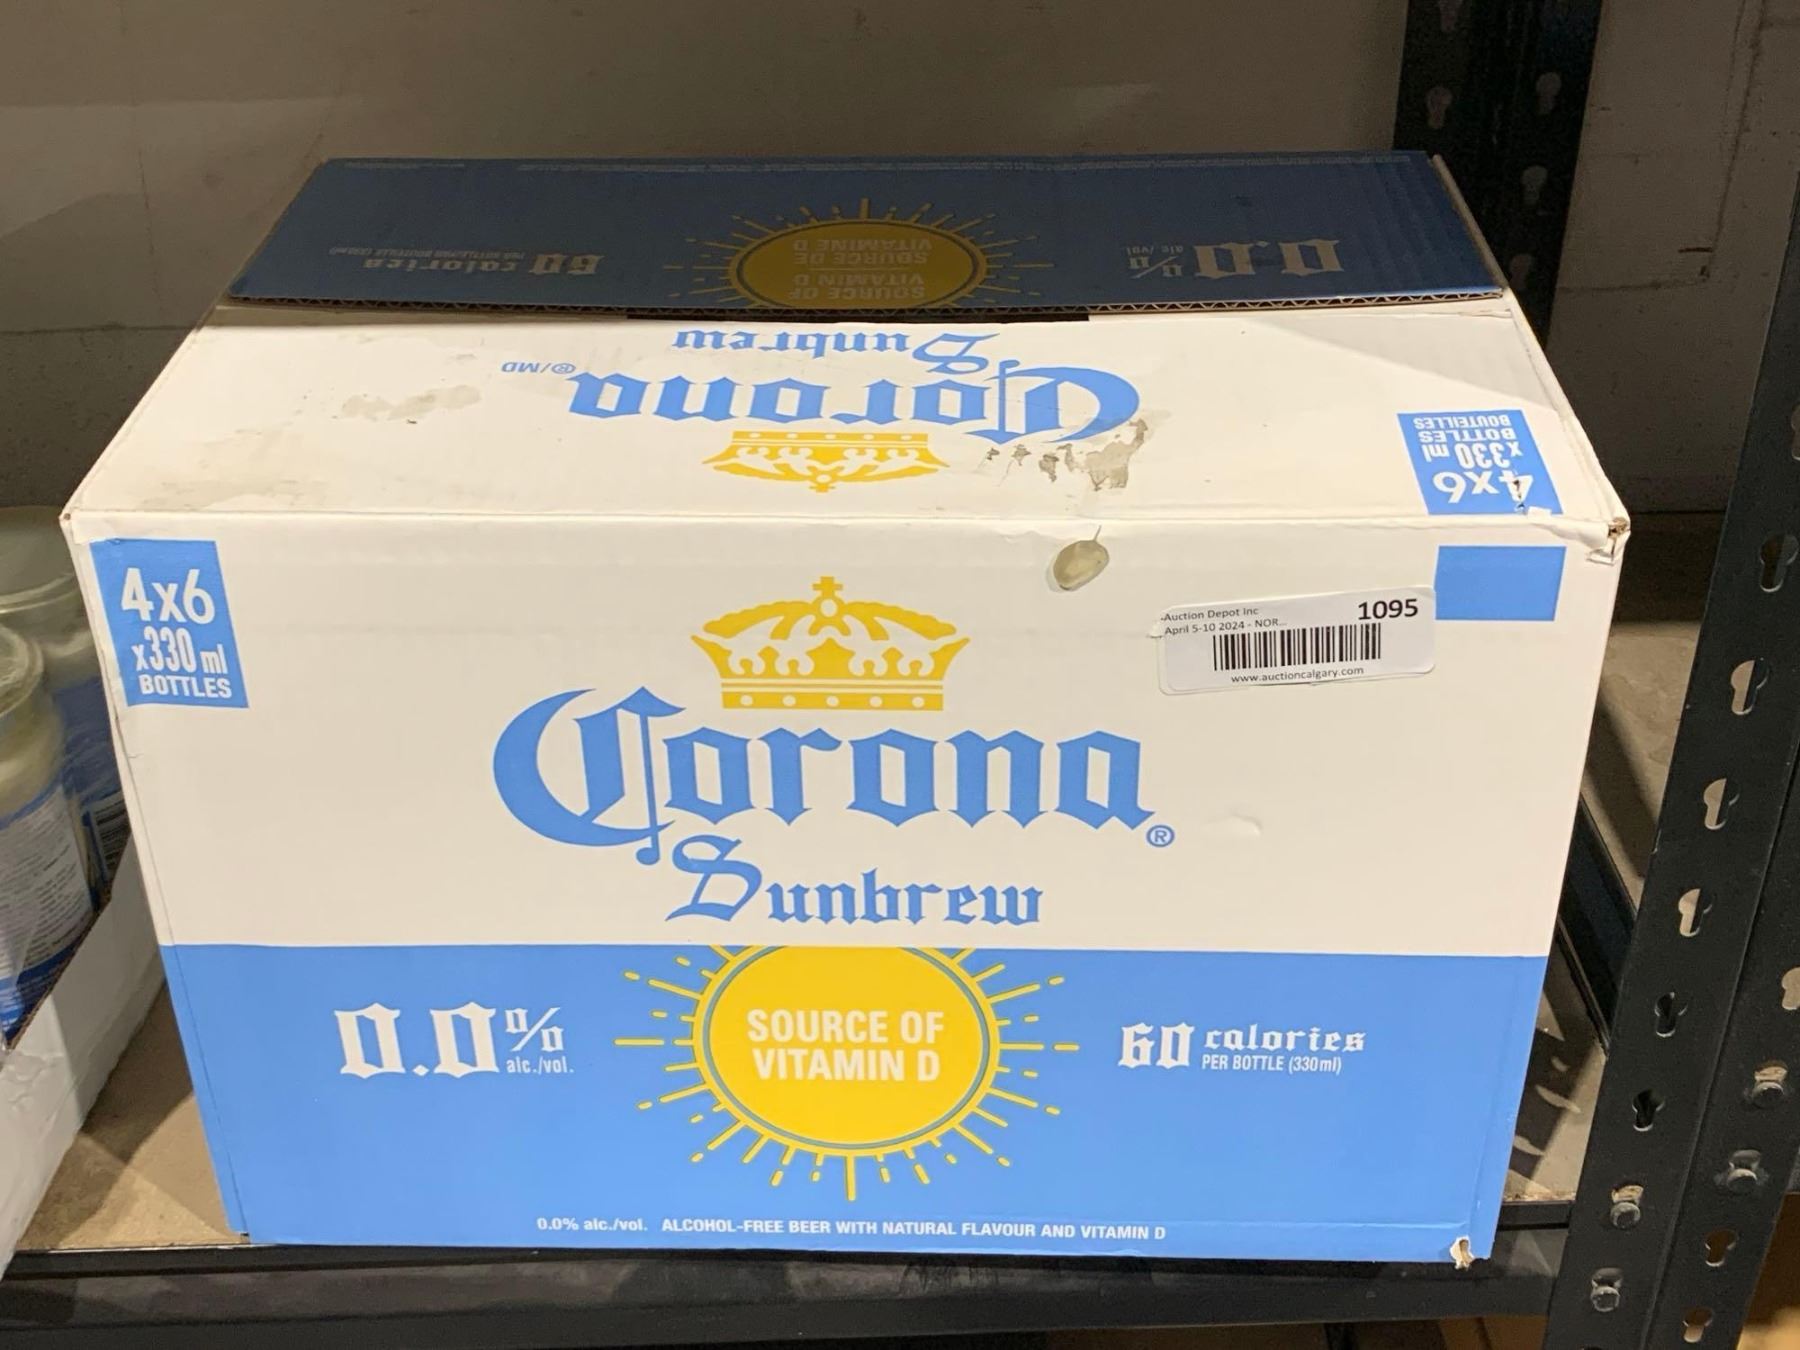 0.0%
alc./vol.
SOURCE OF
VITAMIN D
SOURCE DE
VITAMINE D
60 calories
Corona
Sunbrew
®/MD
4x6
x330 ml
BOTTLES
BOUTEILLES
4x6
x330 ml
BOTTLES
Auction Depot Inc
1095
April 5-10 2024 - NOR...
www.auctioncalgary.com
Corona®
Sunbrew
0.0%
alc./vol.
SOURCE OF
VITAMIN D
60 calories
PER BOTTLE (330ml)
0.0% alc./vol. ALCOHOL-FREE BEER WITH NATURAL FLAVOUR AND VITAMIN D